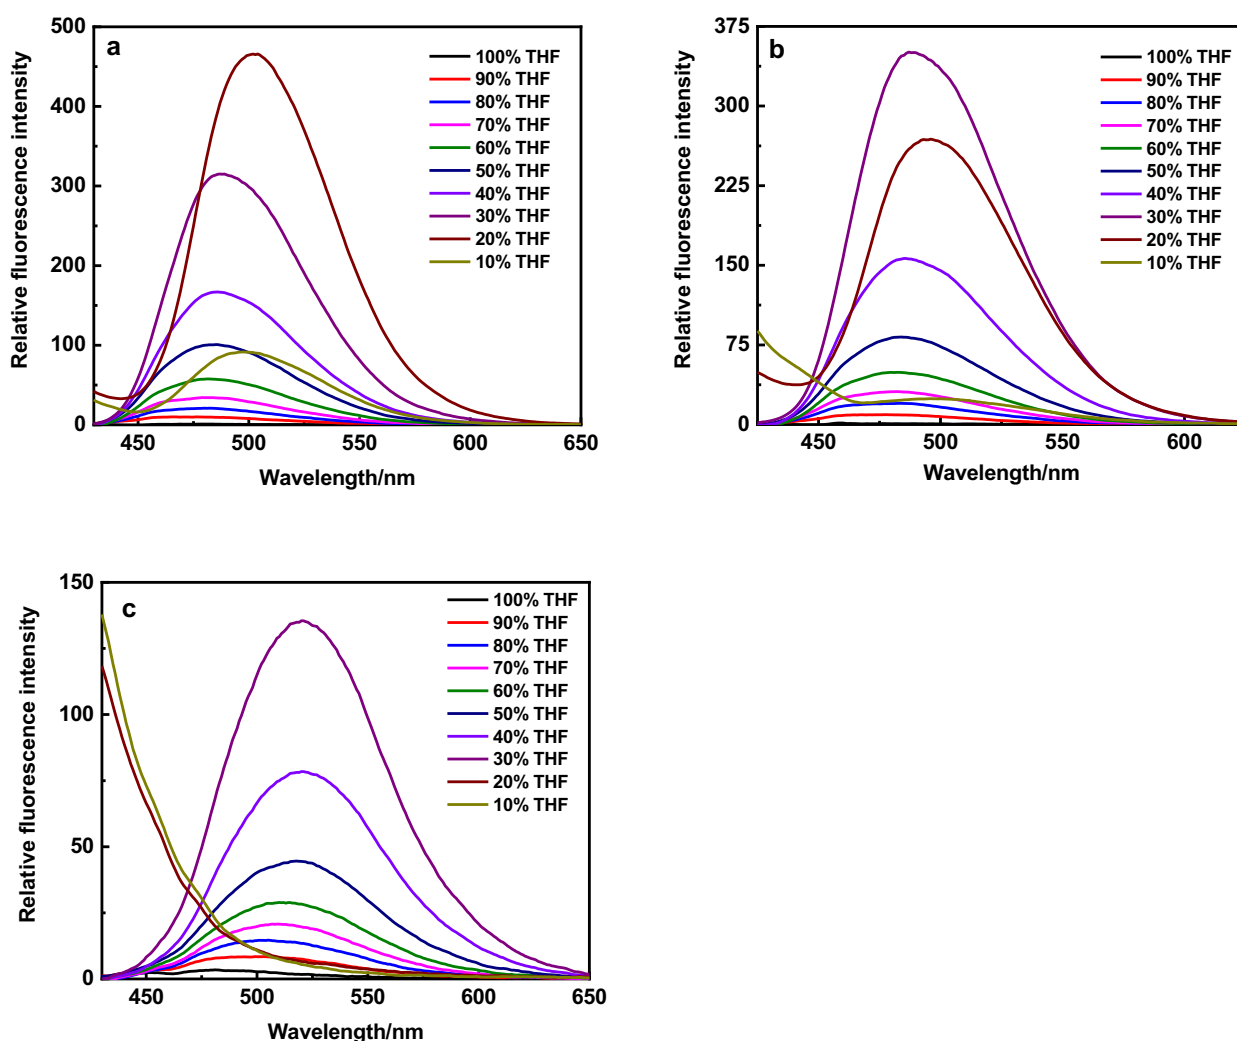 a
Relative fluorescence intensity
500
400
300
200
100
0
450
500
550
600
650
Wavelength/nm
100% THF
90% THF
80% THF
70% THF
60% THF
50% THF
40% THF
30% THF
20% THF
10% THF
b
Relative fluorescence intensity
375
300
225
150
75
0
450
500
550
600
Wavelength/nm
100% THF
90% THF
80% THF
70% THF
60% THF
50% THF
40% THF
30% THF
20% THF
10% THF
c
Relative fluorescence intensity
150
100
50
0
450
500
550
600
650
Wavelength/nm
100% THF
90% THF
80% THF
70% THF
60% THF
50% THF
40% THF
30% THF
20% THF
10% THF